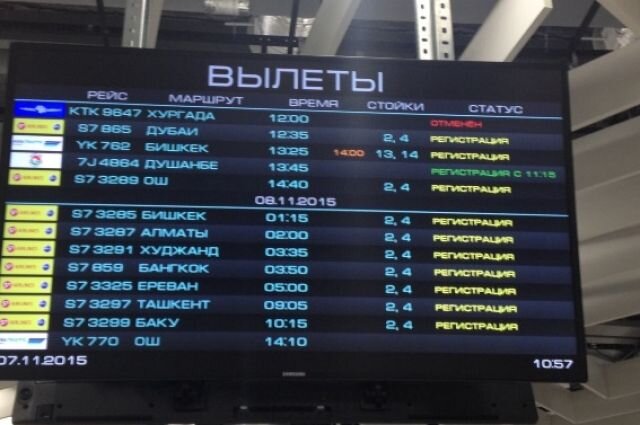 ВЫЛЕТЫ
РЕЙС МАРШРУТ ВРЕМЯ СТОЙКИ СТАТУС
КТК 9647 ХУРГАДА 12:00 ОТМЕНЁН
S7 865 ДУБАИ 12:35 2, 4 РЕГИСТРАЦИЯ
YK 762 БИШКЕК 13:25 14:00 13, 14 РЕГИСТРАЦИЯ
7J 4864 ДУШАНБЕ 13:45 РЕГИСТРАЦИЯ С 11:15
S7 3289 ОШ 14:40 2, 4 РЕГИСТРАЦИЯ
08.11.2015
S7 3285 БИШКЕК 01:15 2, 4 РЕГИСТРАЦИЯ
S7 3287 АЛМАТЫ 02:00 2, 4 РЕГИСТРАЦИЯ
S7 3291 ХУДЖАНД 03:35 2, 4 РЕГИСТРАЦИЯ
S7 859 БАНГКОК 03:50 2, 4 РЕГИСТРАЦИЯ
S7 3325 ЕРЕВАН 05:00 2, 4 РЕГИСТРАЦИЯ
S7 3297 ТАШКЕНТ 09:05 2, 4 РЕГИСТРАЦИЯ
S7 3299 БАКУ 10:15 2, 4 РЕГИСТРАЦИЯ
YK 770 ОШ 14:10
07.11.2015 10:57
SAMSUNG